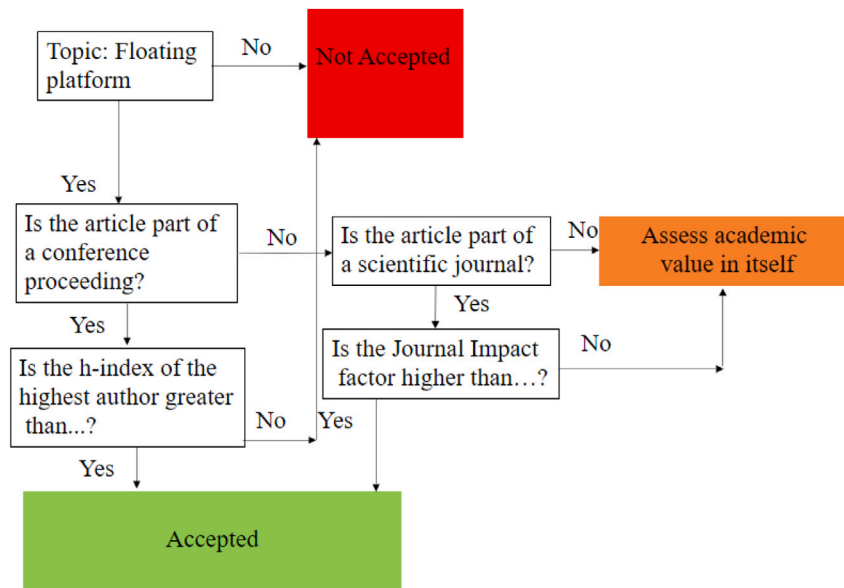 Topic: Floating
platform
No
Not Accepted
Yes
Is the article part of
a conference
proceeding?
No
Is the article part of
a scientific journal?
No
Assess academic
value in itself
Yes
Yes
Is the h-index of the
highest author greater
than...?
No
Is the Journal Impact
factor higher than…?
No
Yes
Yes
Accepted